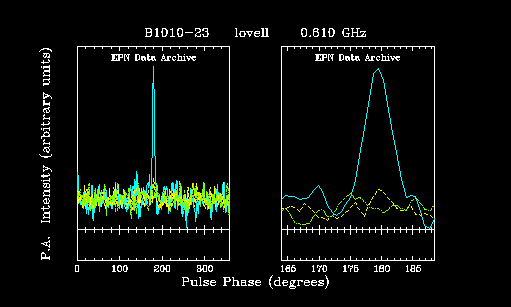 B1010−23 lovell 0.610 GHz
EPN Data Archive
EPN Data Archive
P.A. Intensity (arbitrary units)
0 100 200 300
165 170 175 180 185
Pulse Phase (degrees)